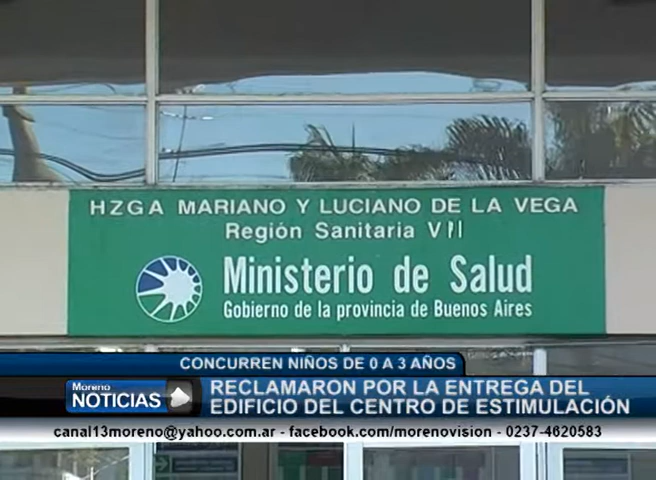 HZGA MARIANO Y LUCIANO DE LA VEGA
Región Sanitaria VIII
Ministerio de Salud
Gobierno de la provincia de Buenos Aires
CONCURREN NIÑOS DE 0 A 3 AÑOS
Moreno
NOTICIAS
RECLAMARON POR LA ENTREGA DEL
EDIFICIO DEL CENTRO DE ESTIMULACIÓN
canal13moreno@yahoo.com.ar - facebook.com/morenovision - 0237-4620583